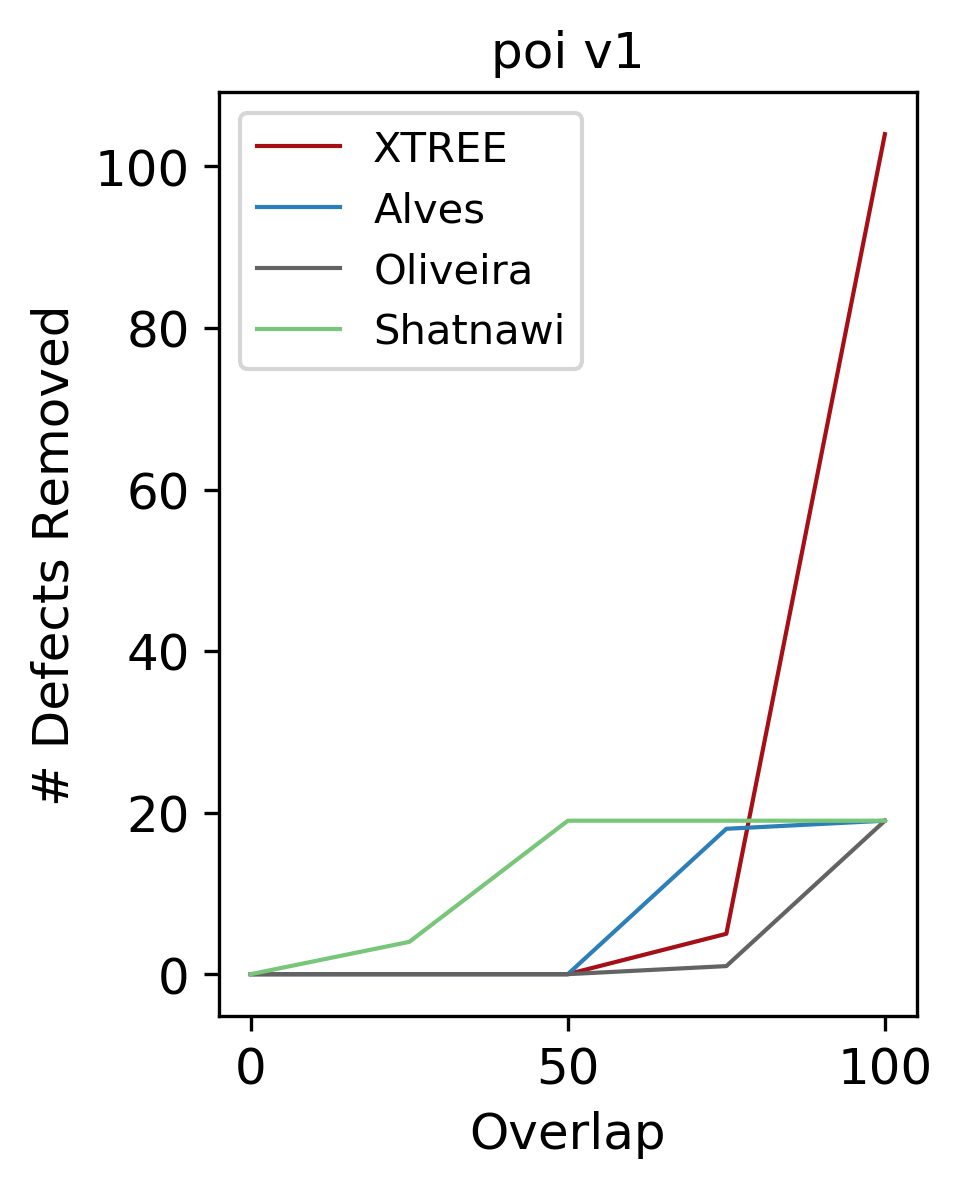 poi v1
XTREE
Alves
Oliveira
Shatnawi
# Defects Removed
100
80
60
40
20
0
0 50 100
Overlap